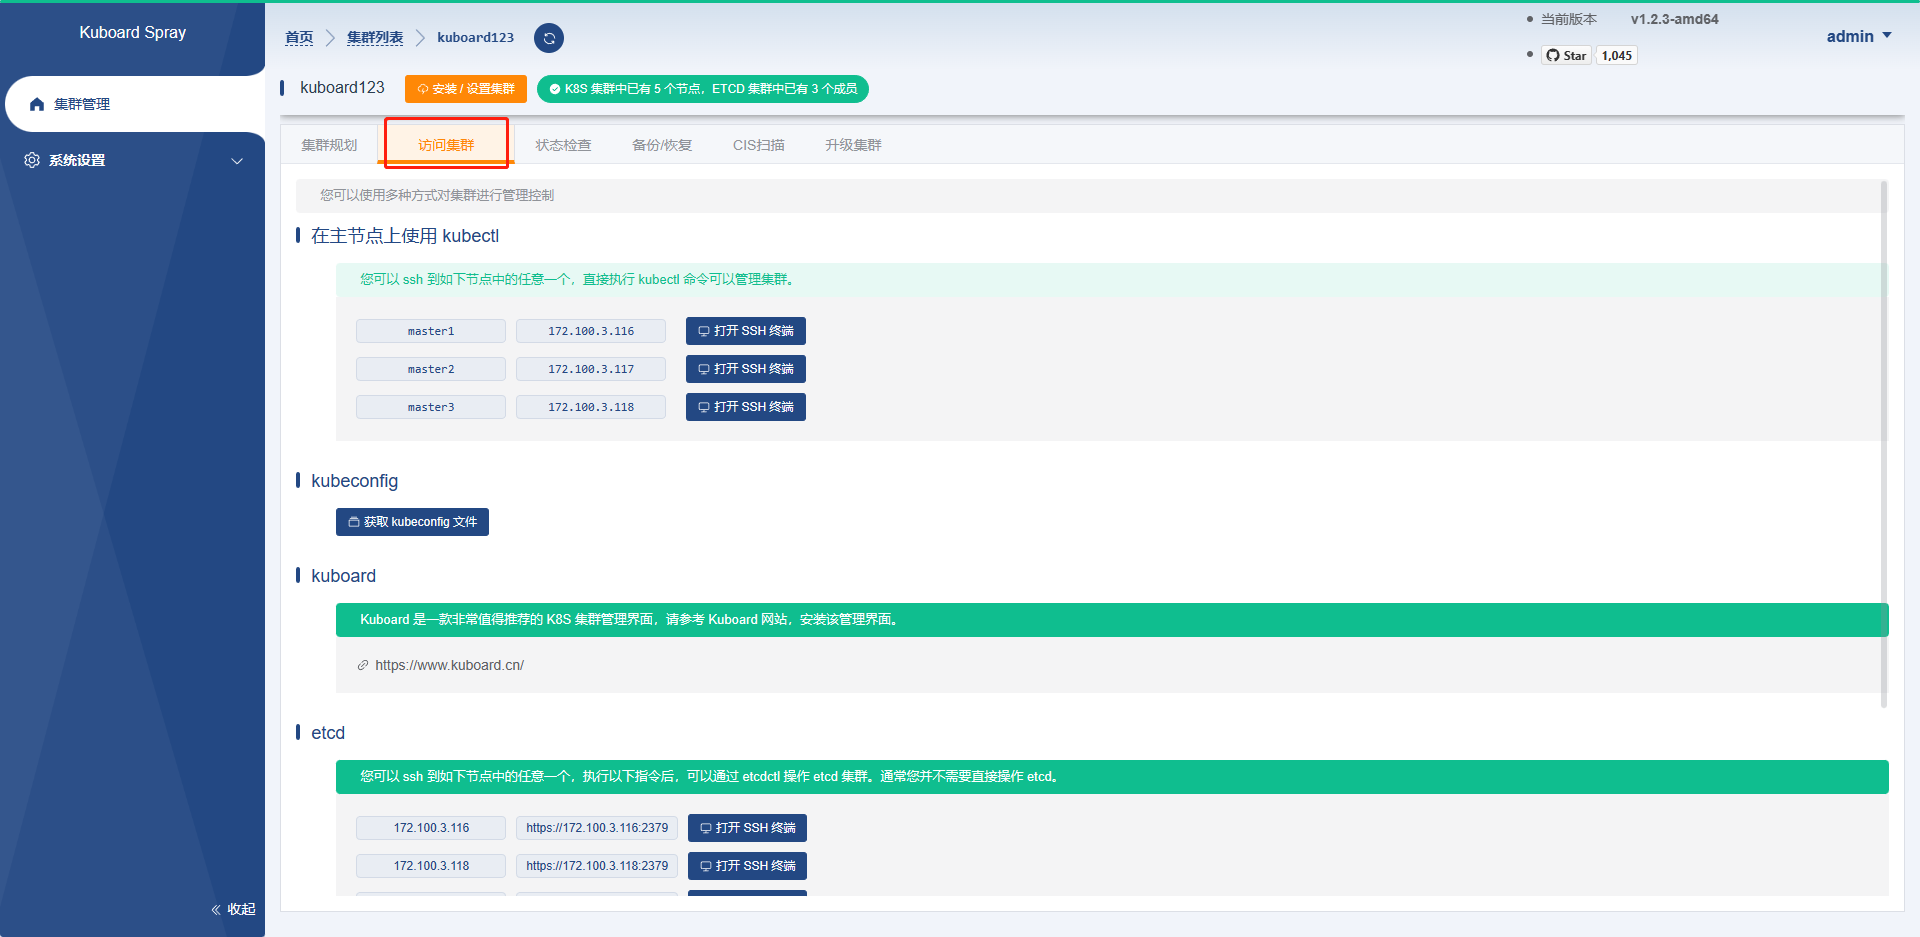 Kuboard Spray
集群管理
系统设置
收起
首页 集群列表 kuboard123
当前版本 v1.2.3-amd64
Star 1,045
admin
kuboard123 安装 / 设置集群 K8S 集群中已有 5 个节点，ETCD 集群中已有 3 个成员
集群规划 访问集群 状态检查 备份/恢复 CIS扫描 升级集群
您可以使用多种方式对集群进行管理控制
在主节点上使用 kubectl
您可以 ssh 到如下节点中的任意一个，直接执行 kubectl 命令可以管理集群。
master1 172.100.3.116 打开 SSH 终端
master2 172.100.3.117 打开 SSH 终端
master3 172.100.3.118 打开 SSH 终端
kubeconfig
获取 kubeconfig 文件
kuboard
Kuboard 是一款非常值得推荐的 K8S 集群管理界面，请参考 Kuboard 网站，安装该管理界面。
https://www.kuboard.cn/
etcd
您可以 ssh 到如下节点中的任意一个，执行以下指令后，可以通过 etcdctl 操作 etcd 集群。通常您并不需要直接操作 etcd。
172.100.3.116 https://172.100.3.116:2379 打开 SSH 终端
172.100.3.118 https://172.100.3.118:2379 打开 SSH 终端